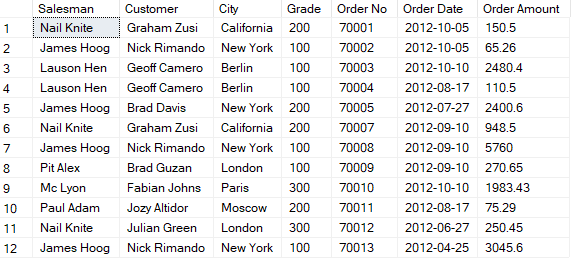 Salesman Customer City Grade Order No Order Date Order Amount
1 Nail Knite Graham Zusi California 200 70001 2012-10-05 150.5
2 James Hoog Nick Rimando New York 100 70002 2012-10-05 65.26
3 Lauson Hen Geoff Camero Berlin 100 70003 2012-10-10 2480.4
4 Lauson Hen Geoff Camero Berlin 100 70004 2012-08-17 110.5
5 James Hoog Brad Davis New York 200 70005 2012-07-27 2400.6
6 Nail Knite Graham Zusi California 200 70007 2012-09-10 948.5
7 James Hoog Nick Rimando New York 100 70008 2012-09-10 5760
8 Pit Alex Brad Guzan London 100 70009 2012-09-10 270.65
9 Mc Lyon Fabian Johns Paris 300 70010 2012-10-10 1983.43
10 Paul Adam Jozy Altidor Moscow 200 70011 2012-08-17 75.29
11 Nail Knite Julian Green London 300 70012 2012-06-27 250.45
12 James Hoog Nick Rimando New York 100 70013 2012-04-25 3045.6